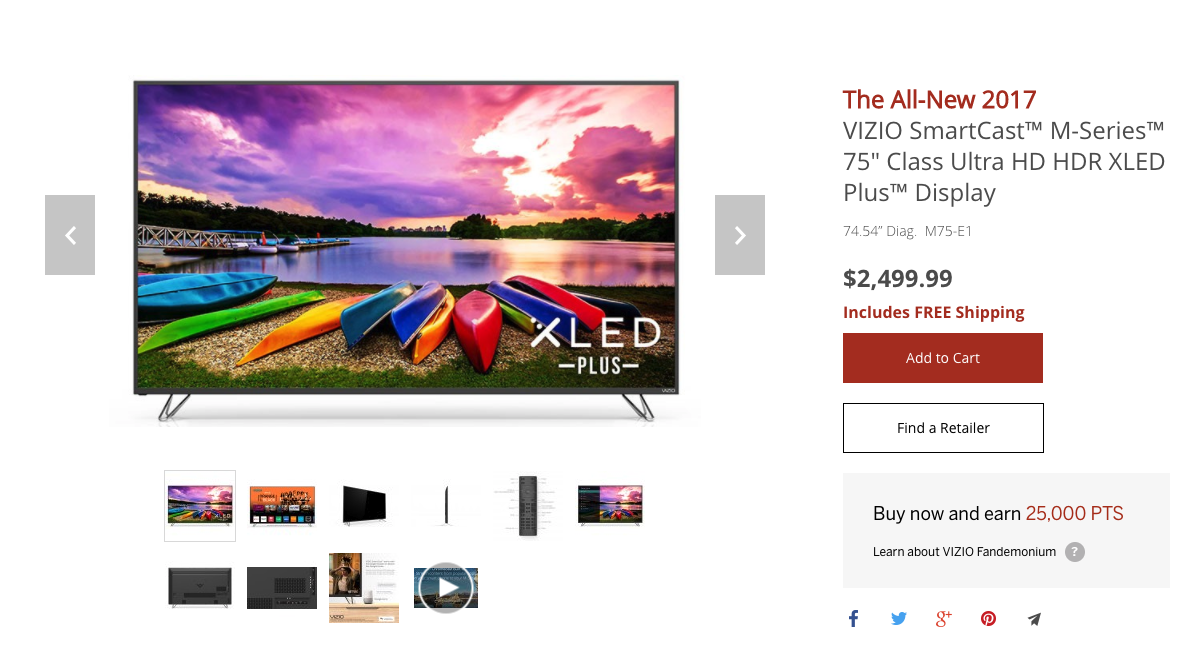 The All-New 2017
VIZIO SmartCast™ M-Series™
75" Class Ultra HD HDR XLED
Plus™ Display
74.54” Diag.  M75-E1
$2,499.99
Includes FREE Shipping
Add to Cart
Find a Retailer
Buy now and earn 25,000 PTS
Learn about VIZIO Fandemonium ?
XLED
—PLUS—
VIZIO
XLED
VIZIO